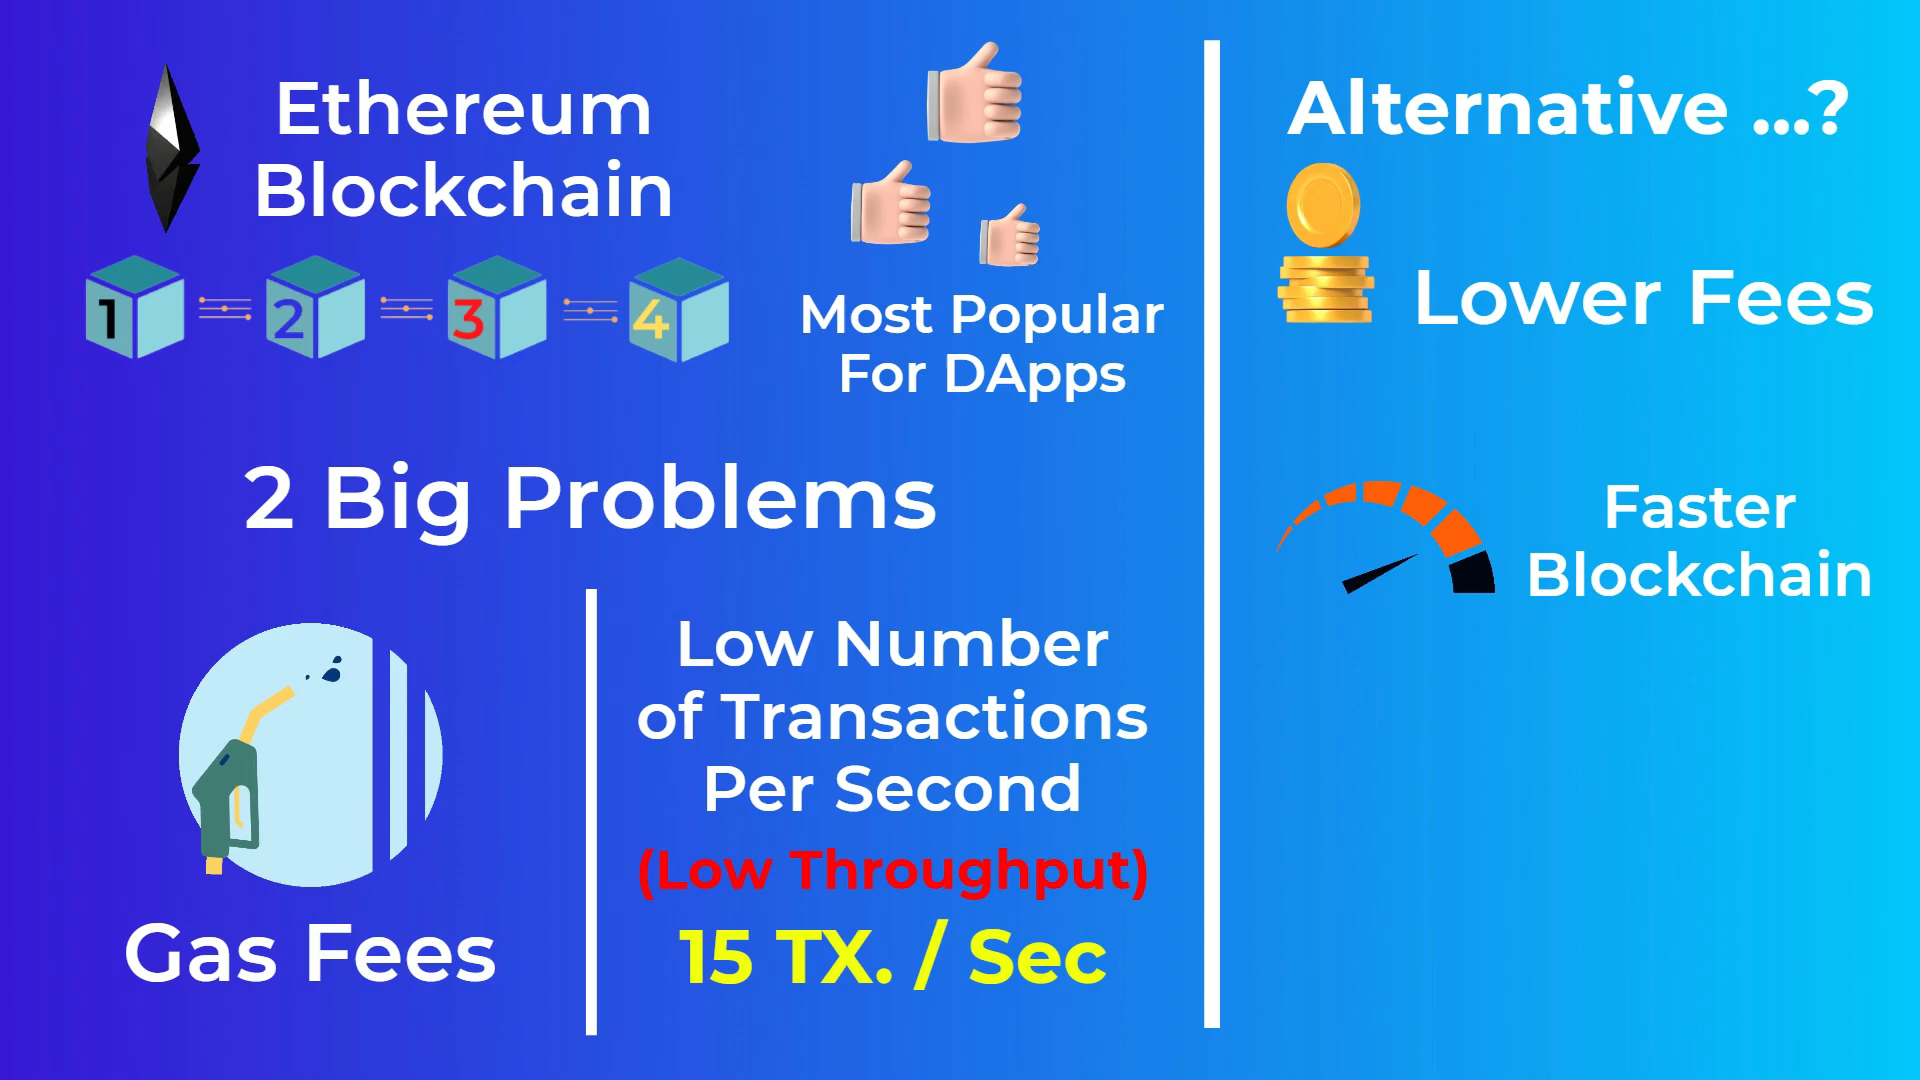 Ethereum
Blockchain
1
2
3
4
Most Popular
For DApps
2 Big Problems
Gas Fees
Low Number
of Transactions
Per Second
(Low Throughput)
15 TX. / Sec
Alternative ...?
Lower Fees
Faster
Blockchain